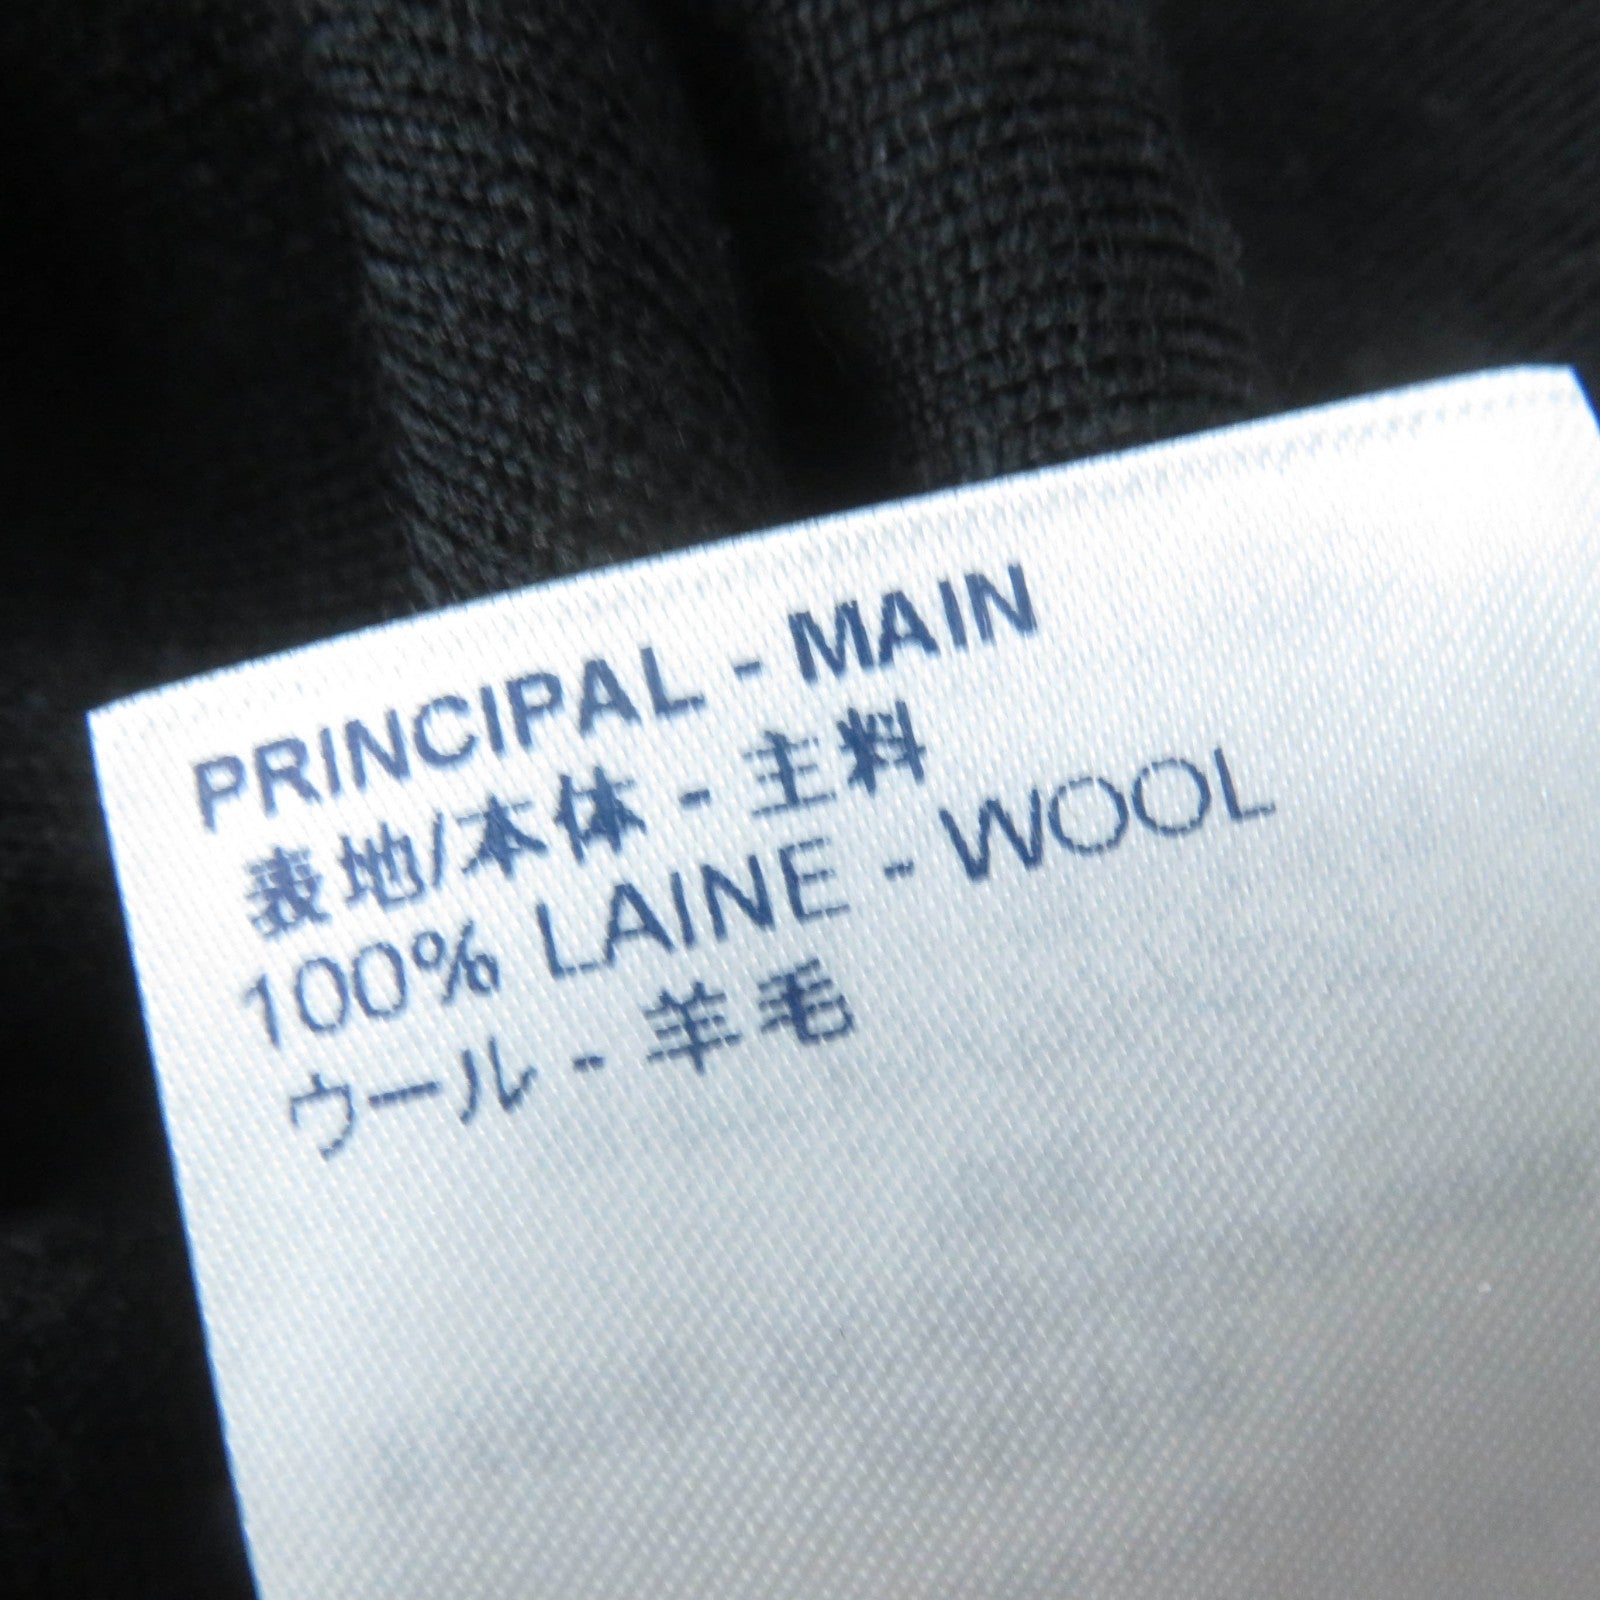 PRINCIPAL - MAIN
表地/本体 - 主料
100% LAINE - WOOL
ウール - 羊毛